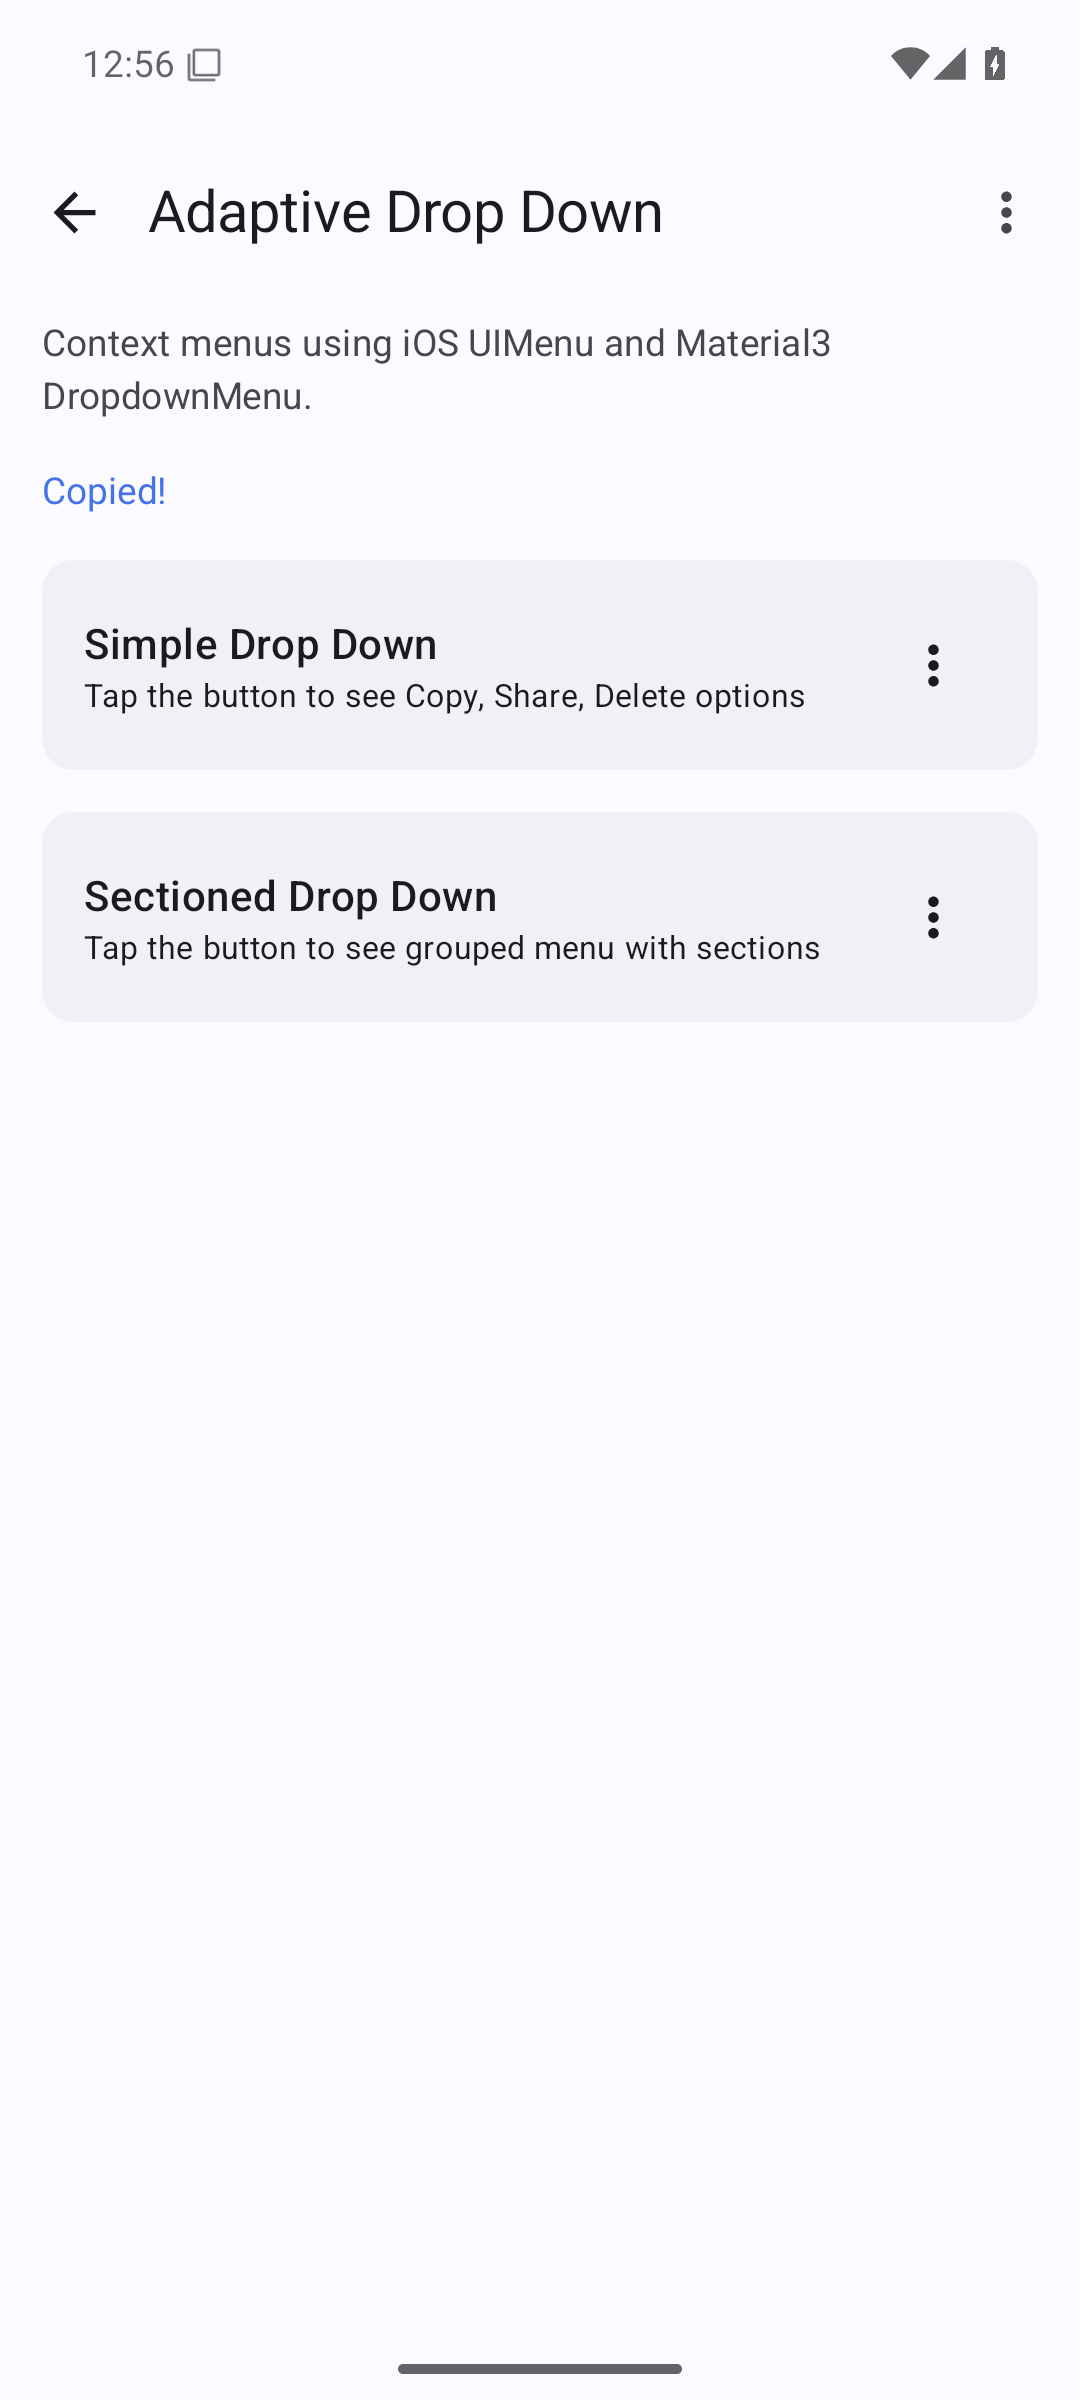 12:56
Adaptive Drop Down
Context menus using iOS UIMenu and Material3
DropdownMenu.
Copied!
Simple Drop Down
Tap the button to see Copy, Share, Delete options
Sectioned Drop Down
Tap the button to see grouped menu with sections